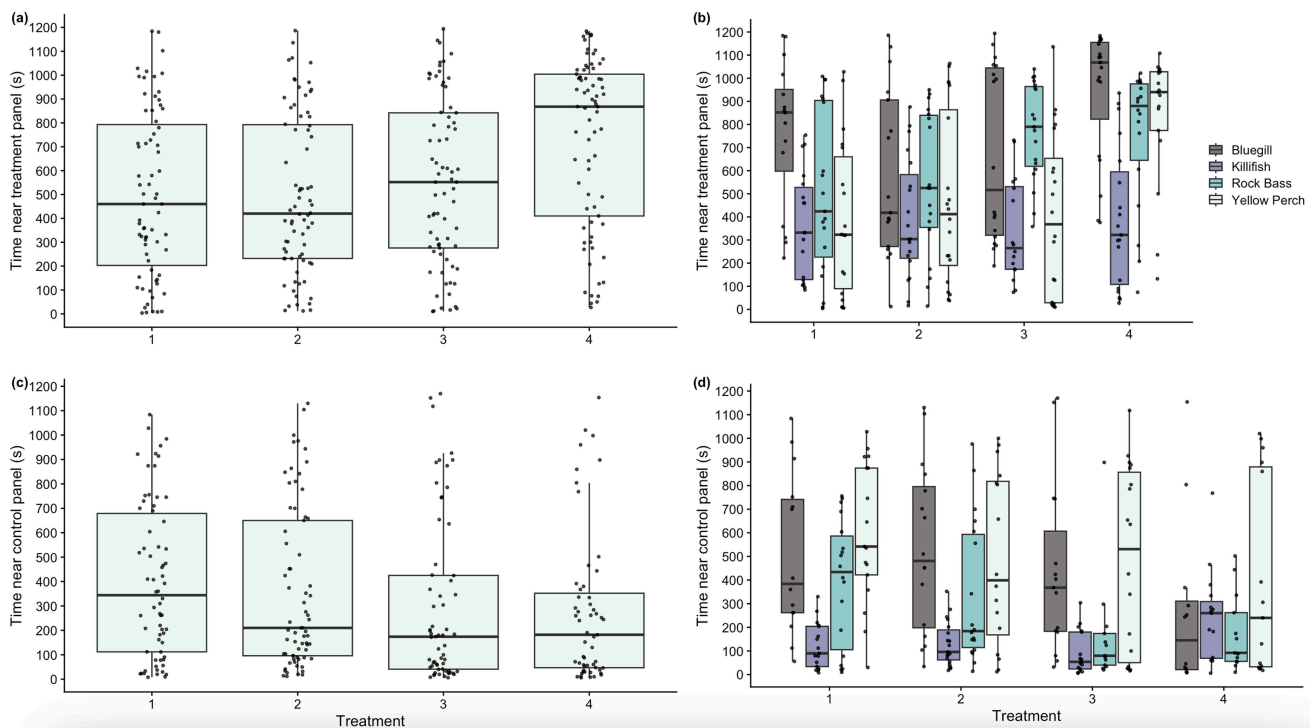 (a)
Time near treatment panel (s)
1200
1100
1000
900
800
700
600
500
400
300
200
100
0
1 2 3 4
(b)
Time near treatment panel (s)
1200
1100
1000
900
800
700
600
500
400
300
200
100
0
1 2 3 4
Bluegill
Killifish
Rock Bass
Yellow Perch
(c)
Time near control panel (s)
1200
1100
1000
900
800
700
600
500
400
300
200
100
0
1 2 3 4
Treatment
(d)
Time near control panel (s)
1200
1100
1000
900
800
700
600
500
400
300
200
100
0
1 2 3 4
Treatment